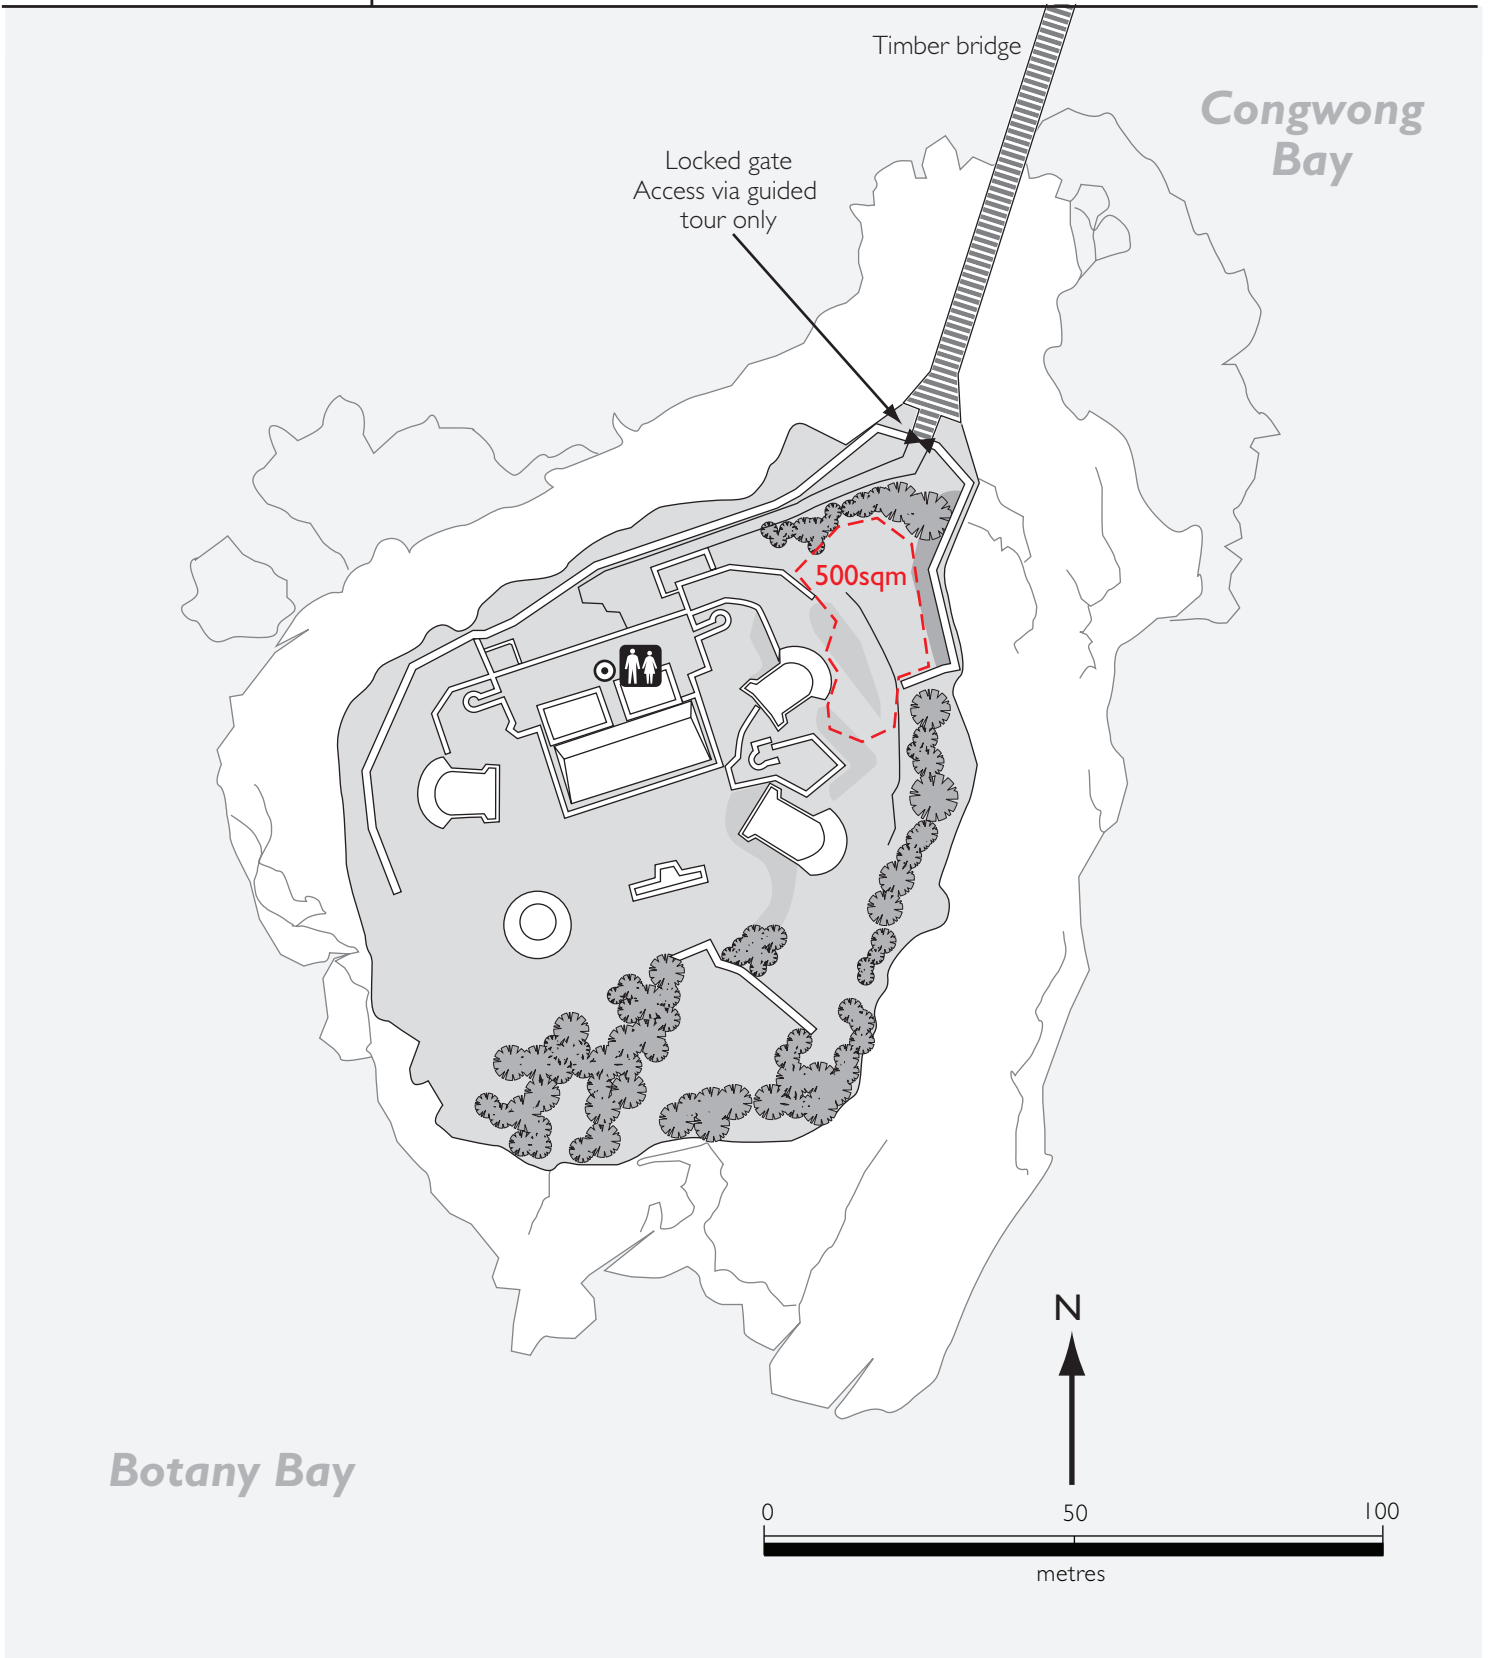 Timber bridge
Congwong
Bay
Locked gate
Access via guided
tour only
500sqm
N
Botany Bay
0 50 100
metres